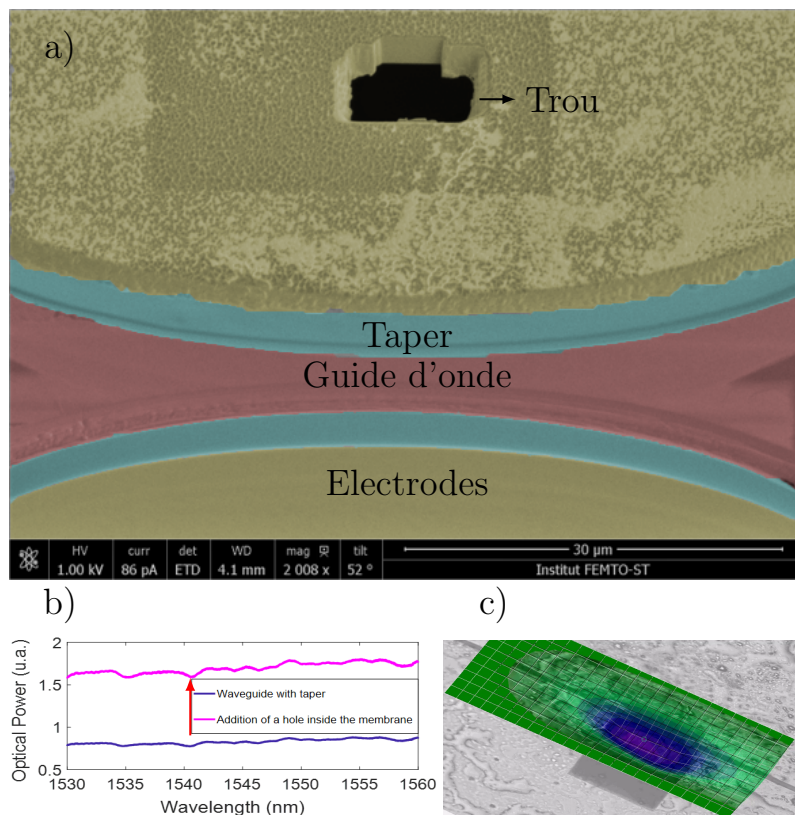 a)
Trou
Taper
Guide d'onde
Electrodes
HV curr det WD mag tilt 30 µm
1.00 kV 86 pA ETD 4.1 mm 2 008 x 52 ° Institut FEMTO-ST
b)
c)
Optical Power (u.a.)
2
1.5
1
0.5
Waveguide with taper
Addition of a hole inside the membrane
1530 1535 1540 1545 1550 1555 1560
Wavelength (nm)